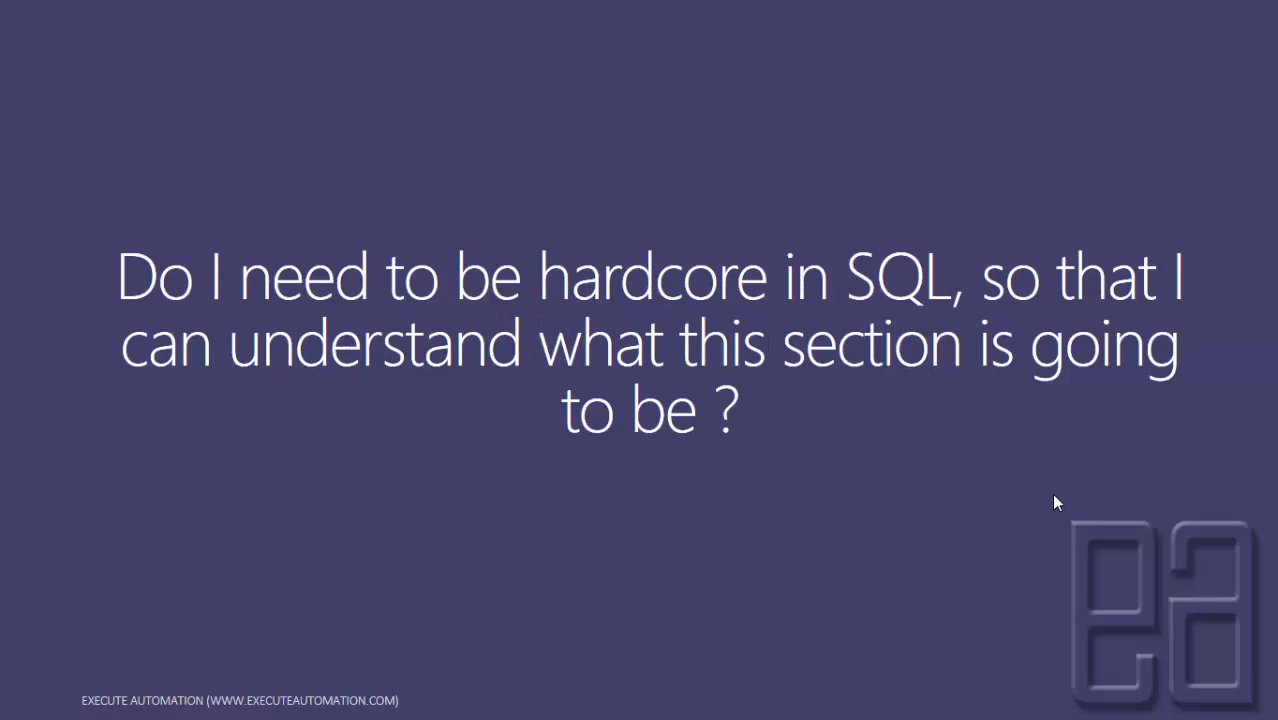 Do I need to be hardcore in SQL, so that I
can understand what this section is going
to be ?
ea
EXECUTE AUTOMATION (WWW.EXECUTEAUTOMATION.COM)